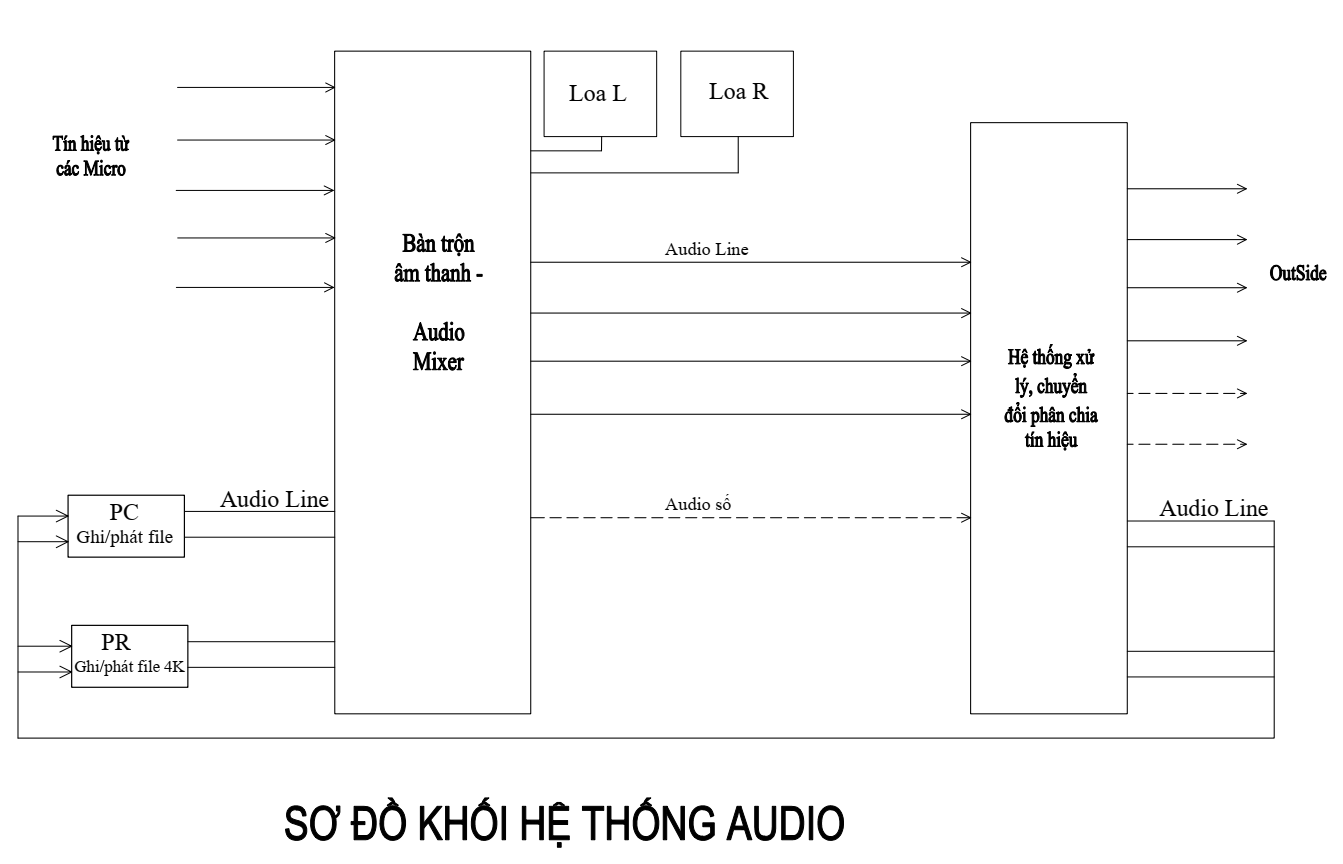 Loa L
Loa R
Tín hiệu từ
các Micro
Bàn trộn
âm thanh -
Audio
Mixer
Audio Line
OutSide
Hệ thống xử
lý, chuyển
đổi phân chia
tín hiệu
Audio Line
Audio số
Audio Line
PC
Ghi/phát file
PR
Ghi/phát file 4K
SƠ ĐỒ KHỐI HỆ THỐNG AUDIO